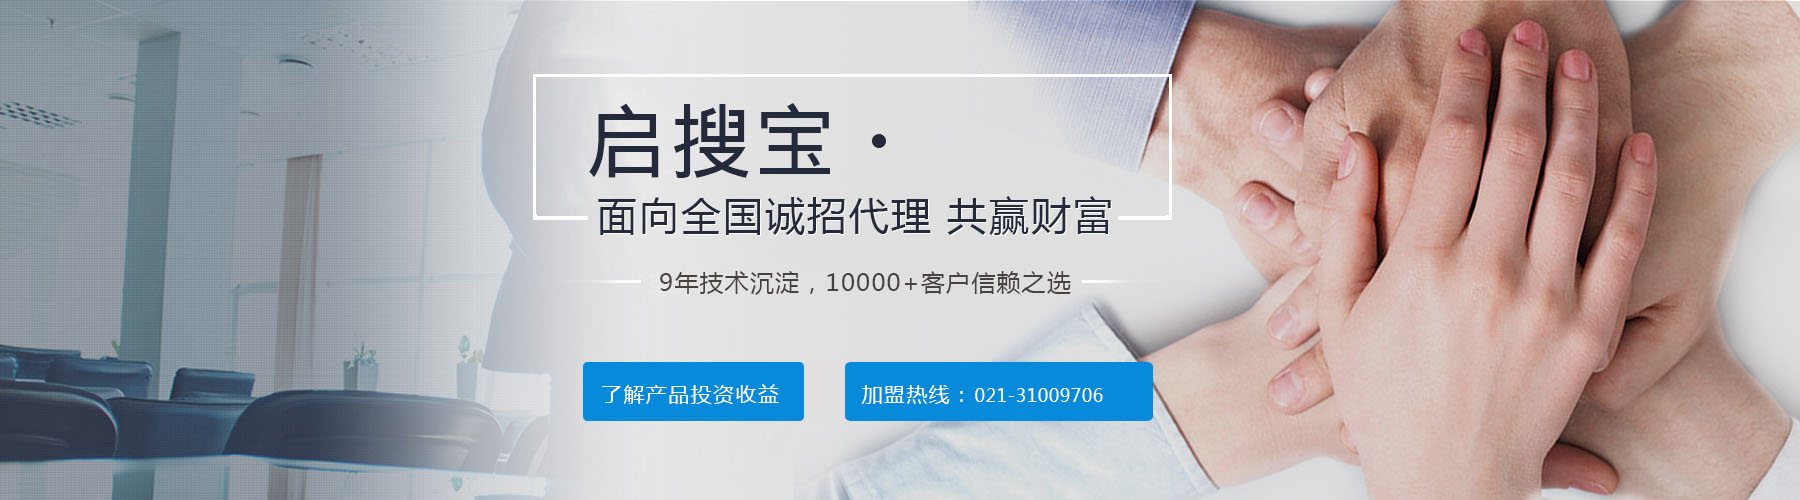 启搜宝·
面向全国诚招代理 共赢财富
9年技术沉淀，10000+客户信赖之选
了解产品投资收益
加盟热线：021-31009706